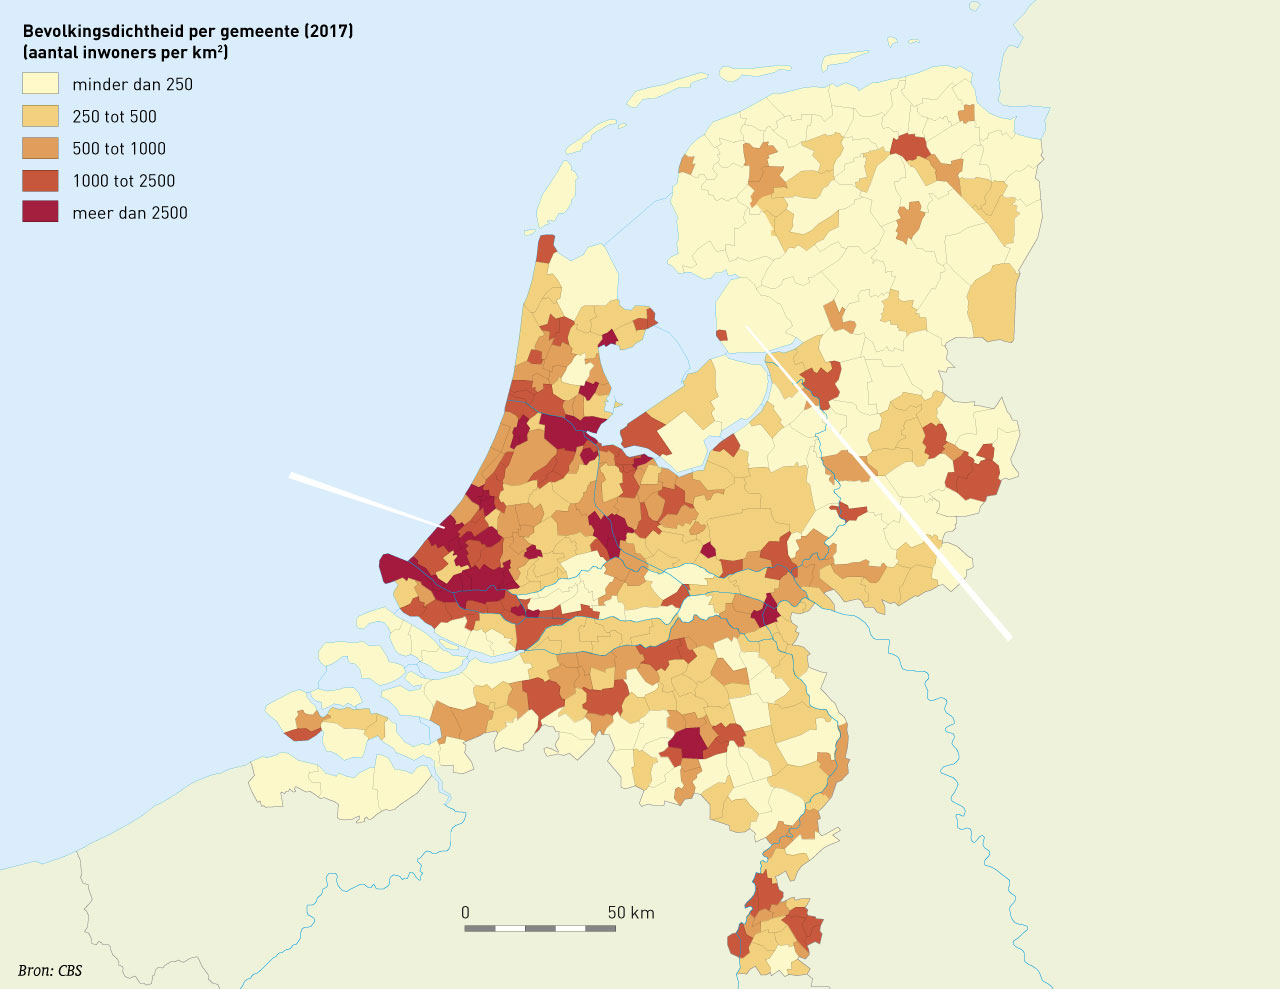 Bevolkingsdichtheid per gemeente (2017)
(aantal inwoners per km²)
minder dan 250
250 tot 500
500 tot 1000
1000 tot 2500
meer dan 2500
0 50 km
Bron: CBS